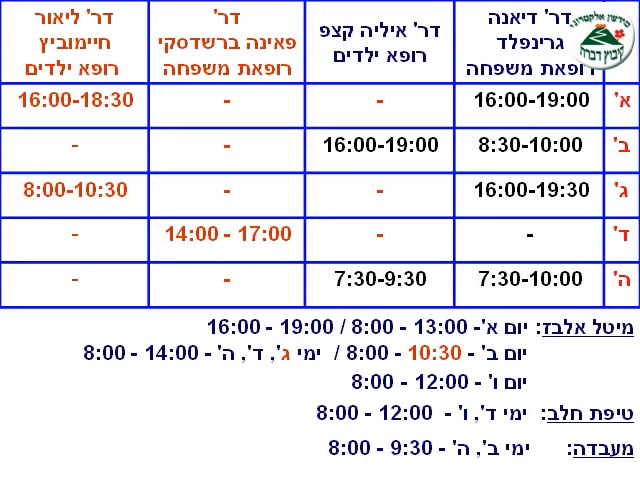 דר' דיאנה גרינפלד רופאת משפחה
דר' איליה קצפ רופא ילדים
דר' פאינה ברשדסקי רופאת משפחה
דר' ליאור חיימוביץ רופא ילדים
א' 16:00-19:00 - - 16:00-18:30
ב' 8:30-10:00 16:00-19:00 - -
ג' 16:00-19:30 - - 8:00-10:30
ד' - - 14:00 - 17:00 -
ה' 7:30-10:00 7:30-9:30 - -
מיטל אלבז: יום א'- 8:00 - 13:00 / 16:00 - 19:00
יום ב' - 8:00 - 10:30 / ימי ג', ד', ה' - 8:00 - 14:00
יום ו' - 8:00 - 12:00
טיפת חלב: ימי ד', ו' - 8:00 - 12:00
מעבדה: ימי ב', ה' - 8:00 - 9:30
קיבוץ דברת